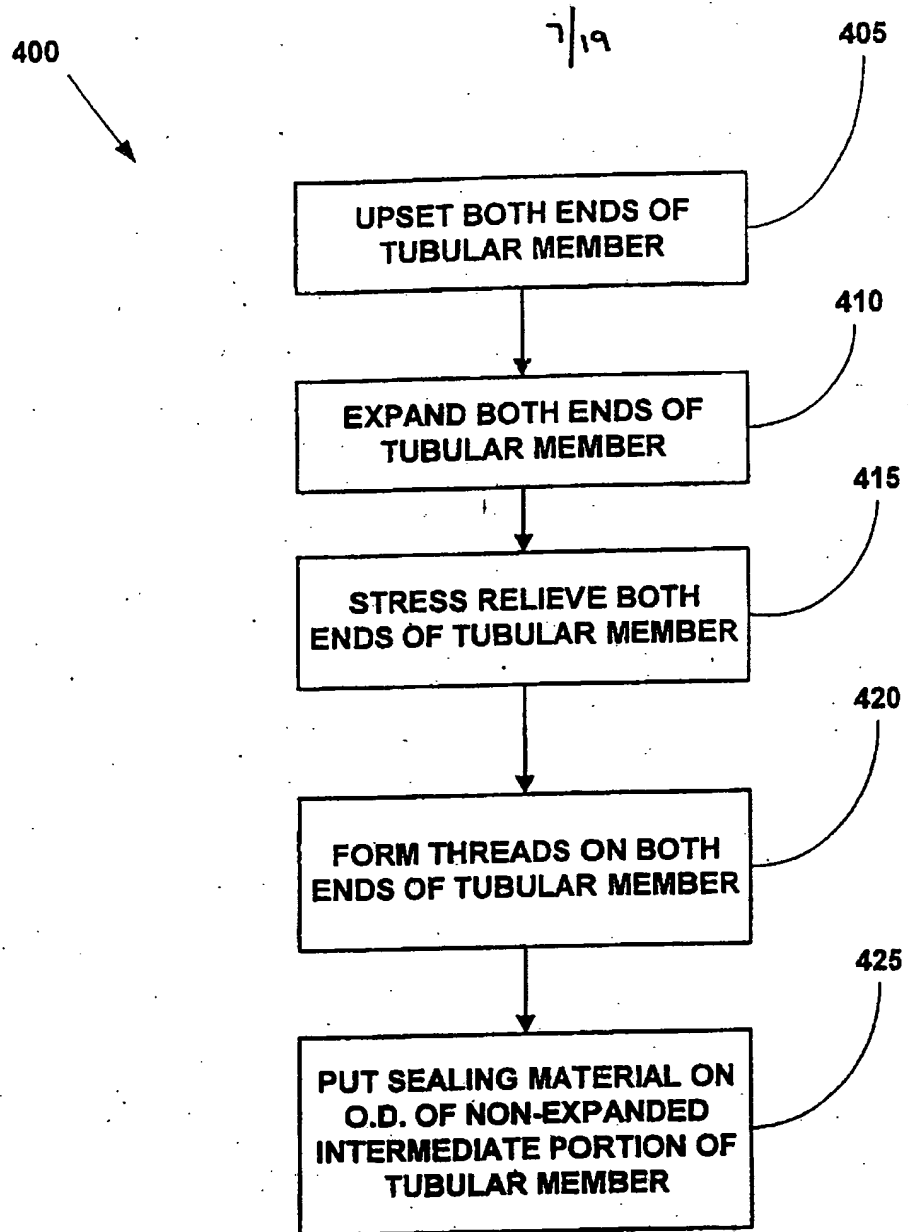 7/19
400
405
UPSET BOTH ENDS OF
TUBULAR MEMBER
410
EXPAND BOTH ENDS OF
TUBULAR MEMBER
415
STRESS RELIEVE BOTH
ENDS OF TUBULAR MEMBER
420
FORM THREADS ON BOTH
ENDS OF TUBULAR MEMBER
425
PUT SEALING MATERIAL ON
O.D. OF NON-EXPANDED
INTERMEDIATE PORTION OF
TUBULAR MEMBER